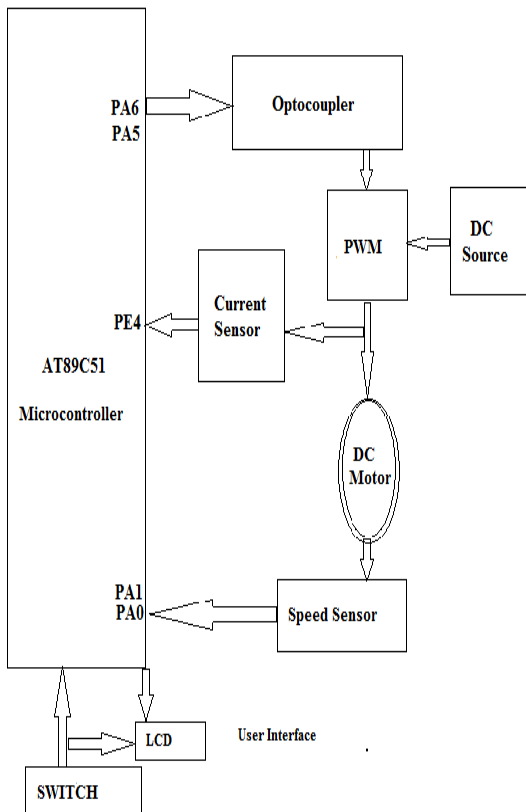 PA6
PA5
Optocoupler
PWM
DC
Source
Current
Sensor
PE4
AT89C51
Microcontroller
DC
Motor
PA1
PA0
Speed Sensor
LCD
User Interface
SWITCH